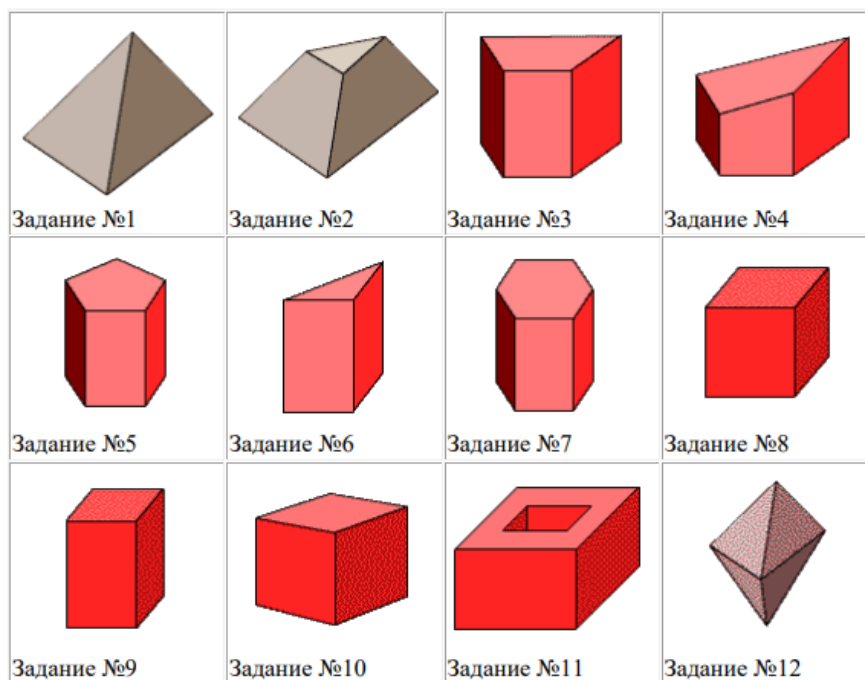 Задание №1
Задание №2
Задание №3
Задание №4
Задание №5
Задание №6
Задание №7
Задание №8
Задание №9
Задание №10
Задание №11
Задание №12